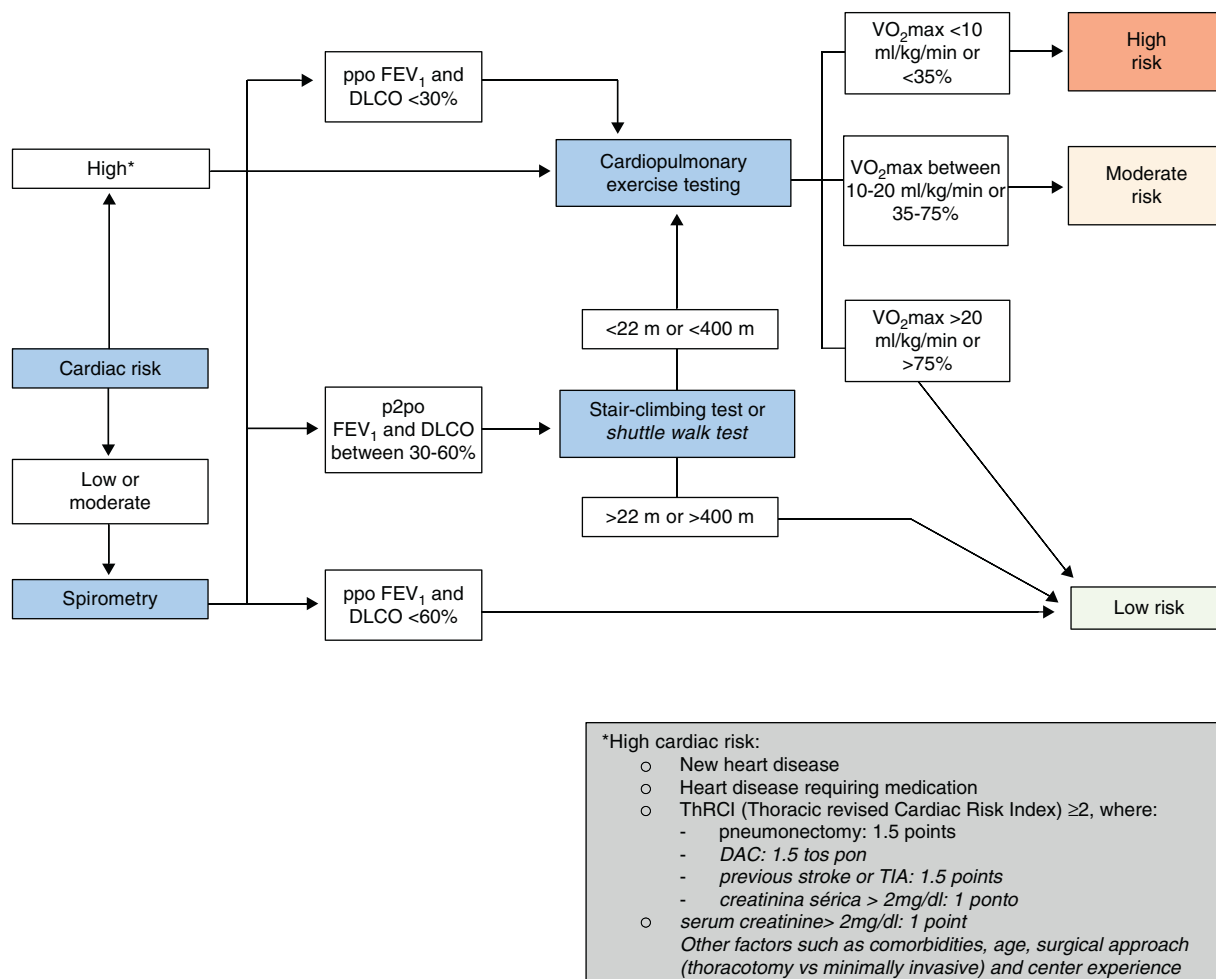 VO₂max <10
ml/kg/min or
<35%
High
risk
ppo FEV₁ and
DLCO <30%
High*
Cardiopulmonary
exercise testing
VO₂max between
10-20 ml/kg/min or
35-75%
Moderate
risk
<22 m or <400 m
VO₂max >20
ml/kg/min or
>75%
Cardiac risk
p2po
FEV₁ and DLCO
between 30-60%
Stair-climbing test or
shuttle walk test
Low or
moderate
>22 m or >400 m
Spirometry
ppo FEV₁ and
DLCO <60%
Low risk
*High cardiac risk:
○ New heart disease
○ Heart disease requiring medication
○ ThRCI (Thoracic revised Cardiac Risk Index) ≥2, where:
- pneumonectomy: 1.5 points
- DAC: 1.5 tos pon
- previous stroke or TIA: 1.5 points
- creatinina sérica > 2mg/dl: 1 ponto
○ serum creatinine> 2mg/dl: 1 point
Other factors such as comorbidities, age, surgical approach
(thoracotomy vs minimally invasive) and center experience